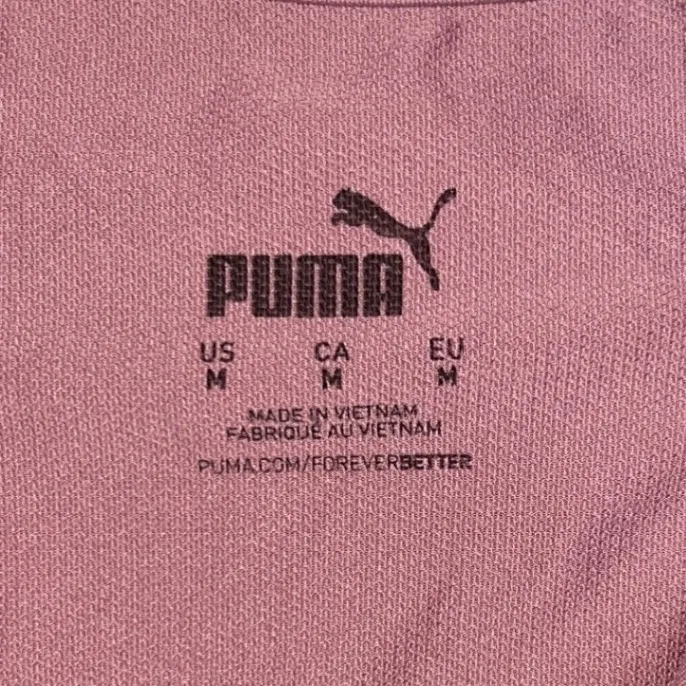 PUMA
US CA EU
M M M
MADE IN VIETNAM
FABRIQUÉ AU VIETNAM
PUMA.COM/FOREVERBETTER